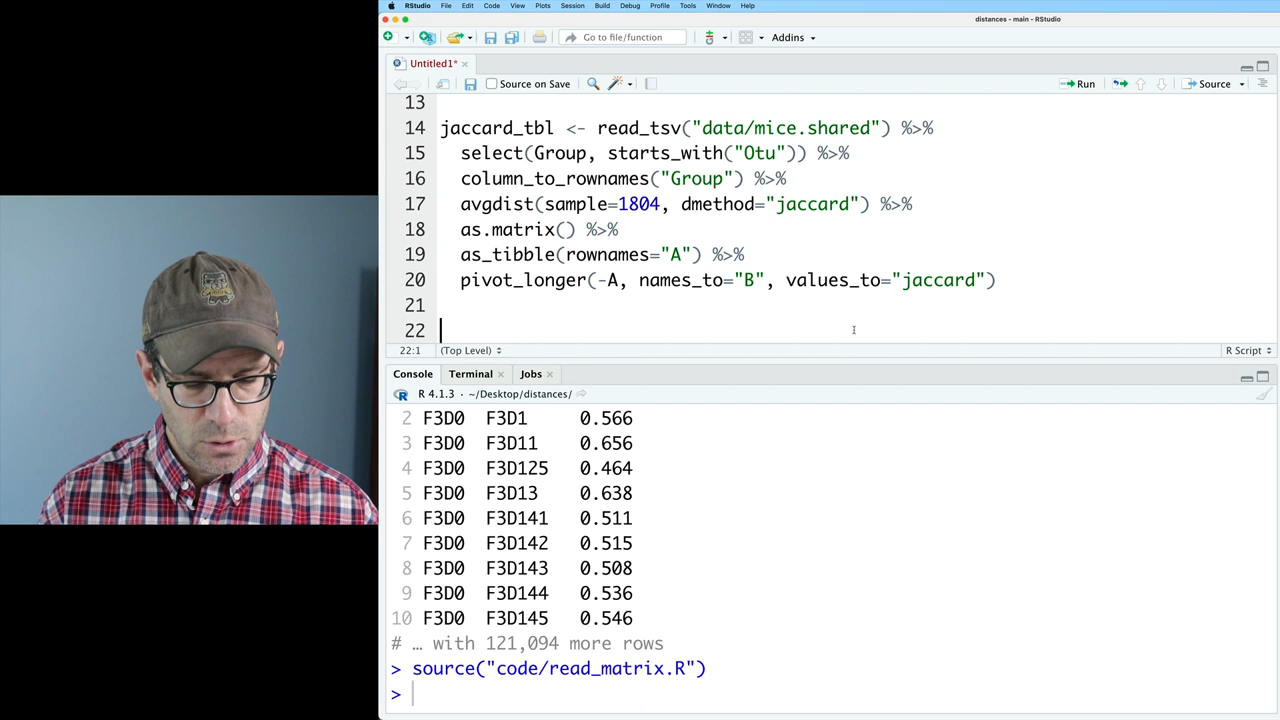 RStudio File Edit Code View Plots Session Build Debug Profile Tools Window Help
distances - main - RStudio
Go to file/function Addins
Untitled1*
Source on Save Run Source
13
14 jaccard_tbl <- read_tsv("data/mice.shared") %>%
15 select(Group, starts_with("Otu")) %>%
16 column_to_rownames("Group") %>%
17 avgdist(sample=1804, dmethod="jaccard") %>%
18 as.matrix() %>%
19 as_tibble(rownames="A") %>%
20 pivot_longer(-A, names_to="B", values_to="jaccard")
21
22
22:1 (Top Level) R Script
Console Terminal Jobs
R 4.1.3 · ~/Desktop/distances/
2 F3D0 F3D1 0.566
3 F3D0 F3D11 0.656
4 F3D0 F3D125 0.464
5 F3D0 F3D13 0.638
6 F3D0 F3D141 0.511
7 F3D0 F3D142 0.515
8 F3D0 F3D143 0.508
9 F3D0 F3D144 0.536
10 F3D0 F3D145 0.546
# … with 121,094 more rows
> source("code/read_matrix.R")
>